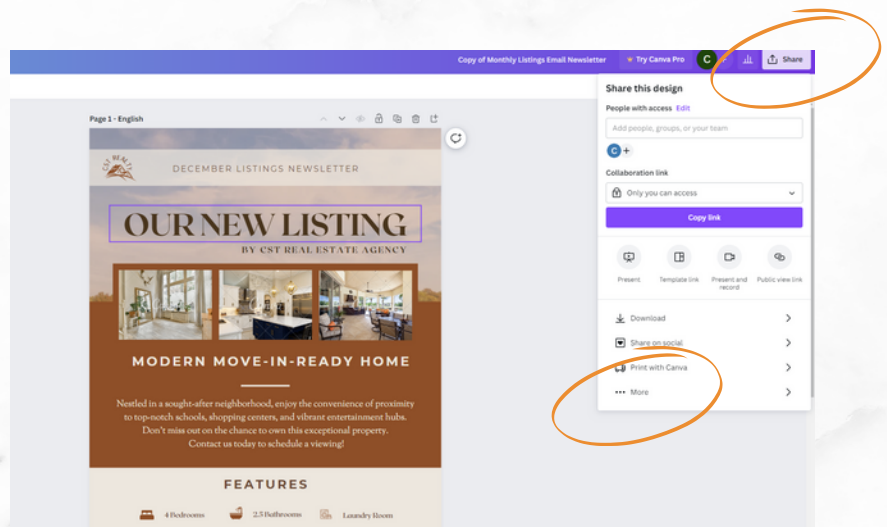 Copy of Monthly Listings Email Newsletter
Try Canva Pro
C
Share
Share this design
People with access Edit
Add people, groups, or your team
C
Collaboration link
Only you can access
Copy link
Present
Template link
Present and record
Public view link
Download
Share on social
Print with Canva
More
Page 1 - English
CST REALTY
DECEMBER LISTINGS NEWSLETTER
OUR NEW LISTING
BY CST REAL ESTATE AGENCY
MODERN MOVE-IN-READY HOME
Nestled in a sought-after neighborhood, enjoy the convenience of proximity
to top-notch schools, shopping centers, and vibrant entertainment hubs.
Don't miss out on the chance to own this exceptional property.
Contact us today to schedule a viewing!
FEATURES
4 Bedrooms
2.5 Bathrooms
Laundry Room